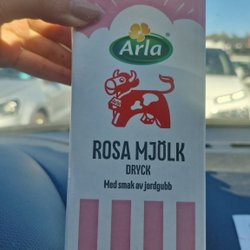 Arla
ROSA MJÖLK
DRYCK
Med smak av jordgubb